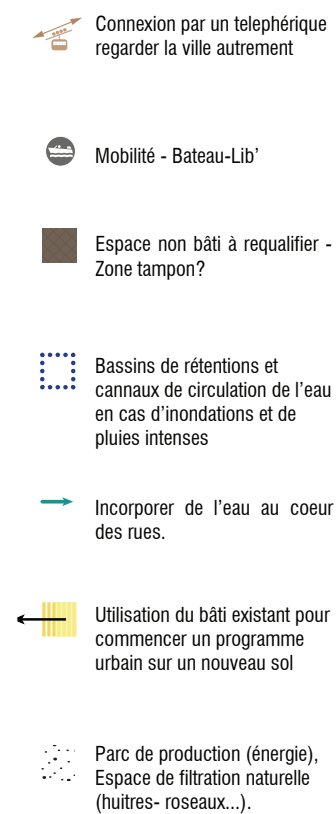 Connexion par un telephérique
regarder la ville autrement
Mobilité - Bateau-Lib’
Espace non bâti à requalifier -
Zone tampon?
Bassins de rétentions et
cannaux de circulation de l’eau
en cas d’inondations et de
pluies intenses
Incorporer de l’eau au coeur
des rues.
Utilisation du bâti existant pour
commencer un programme
urbain sur un nouveau sol
Parc de production (énergie),
Espace de filtration naturelle
(huitres- roseaux...).